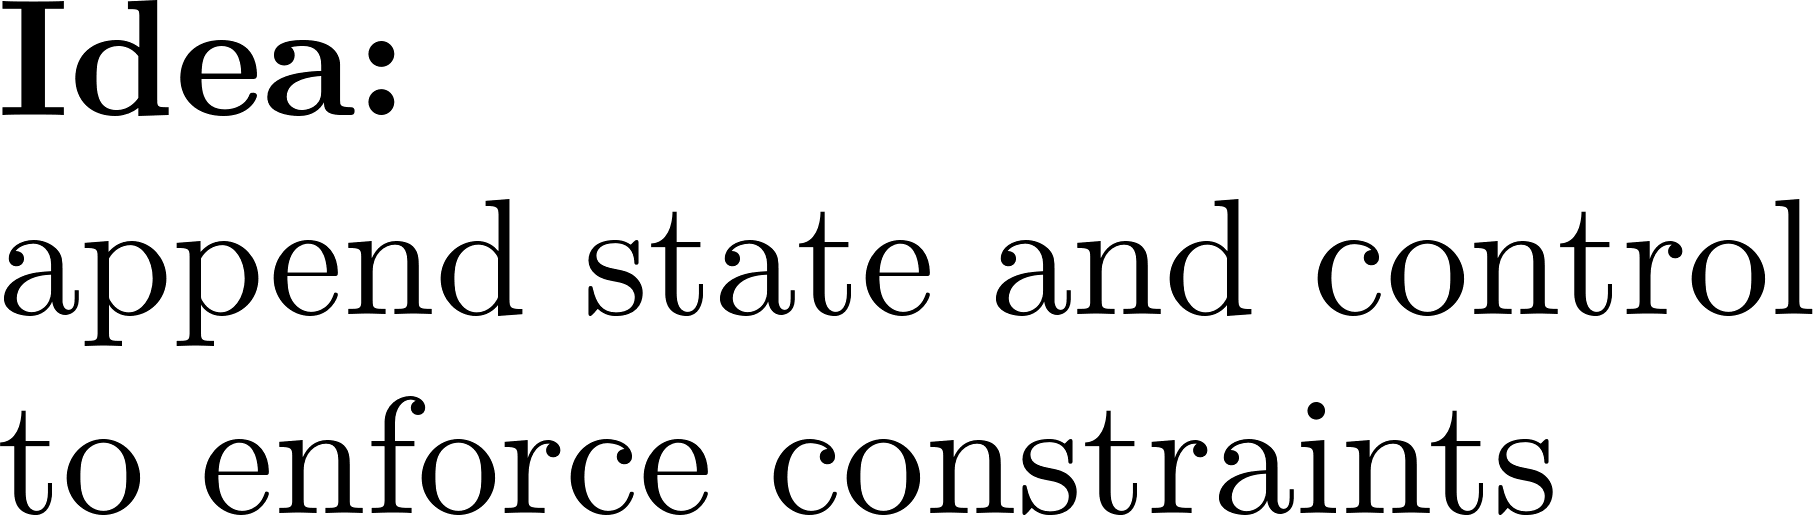 Idea:
append state and control
to enforce constraints